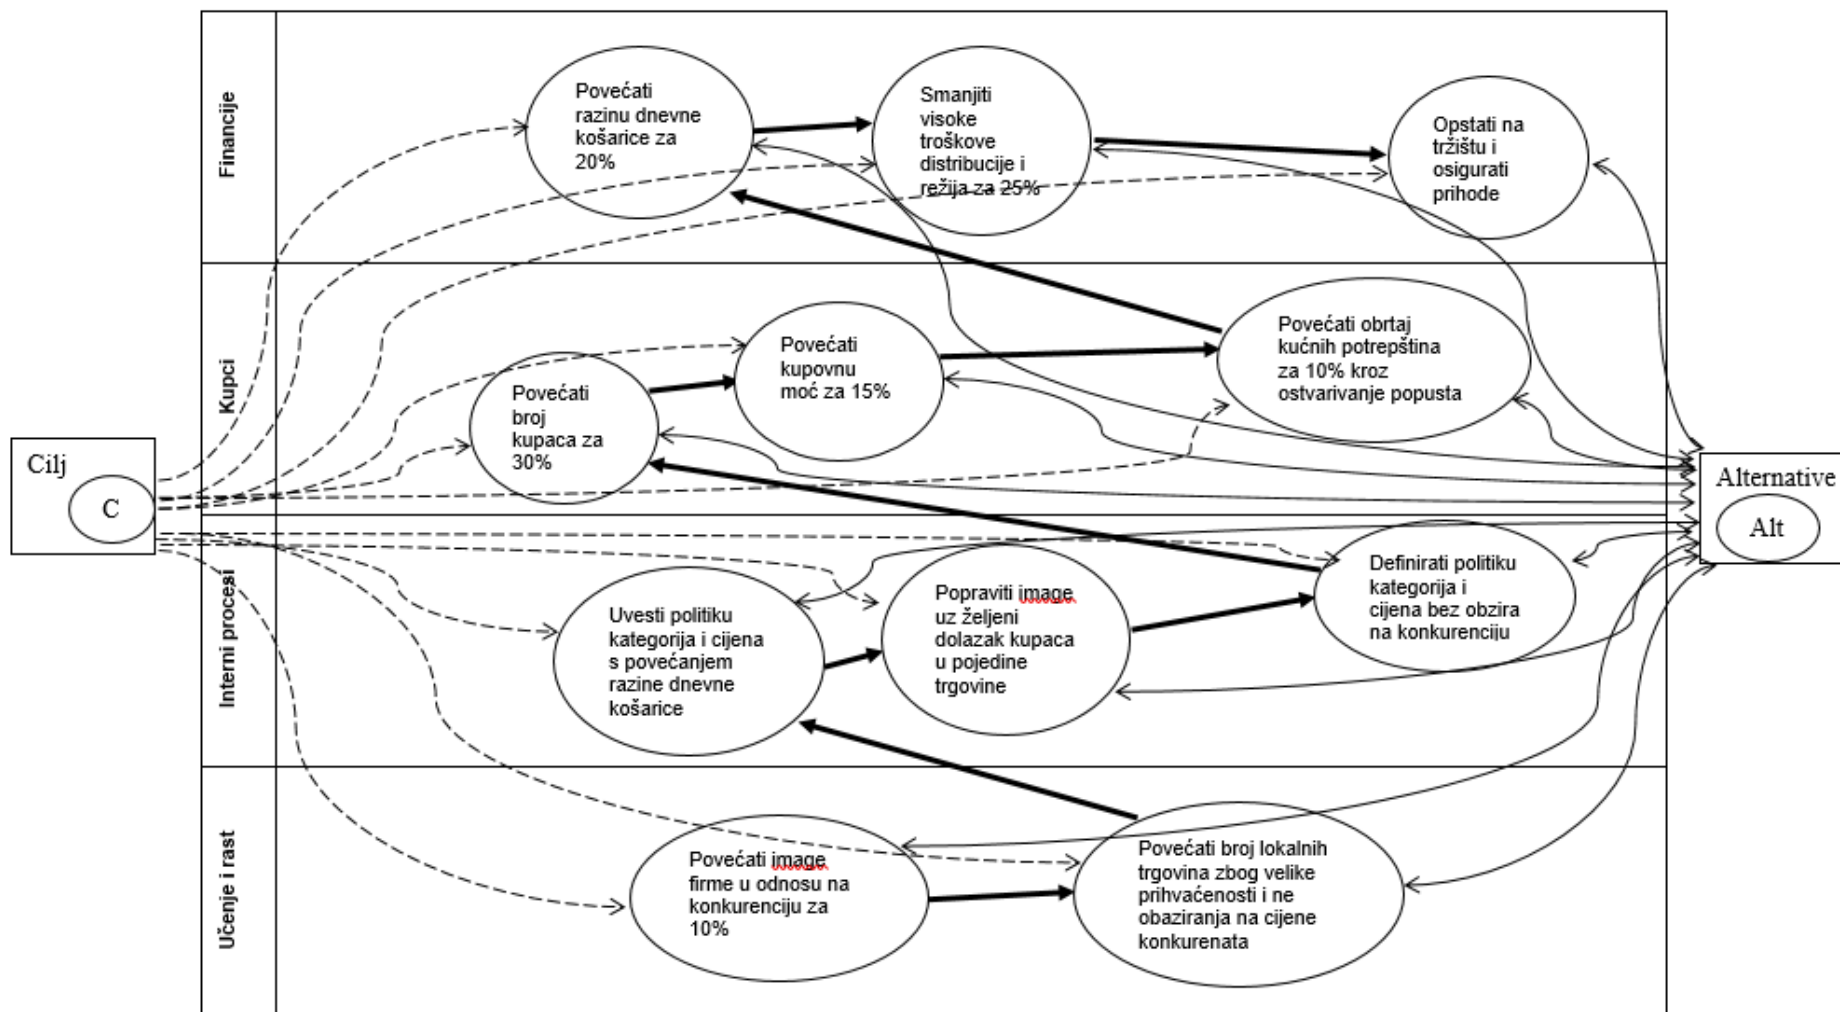 Financije
Povećati
razinu dnevne
košarice za
20%
Smanjiti
visoke
troškove
distribucije i
režija za 25%
Opstati na
tržištu i
osigurati
prihode
Kupci
Povećati
broj
kupaca za
30%
Povećati
kupovnu
moć za 15%
Povećati obrtaj
kućnih potrepština
za 10% kroz
ostvarivanje popusta
Cilj
C
Alternative
Alt
Interni procesi
Uvesti politiku
kategorija i cijena
s povećanjem
razine dnevne
košarice
Popraviti image
uz željeni
dolazak kupaca
u pojedine
trgovine
Definirati politiku
kategorija i
cijena bez obzira
na konkurenciju
Učenje i rast
Povećati image
firme u odnosu na
konkurenciju za
10%
Povećati broj lokalnih
trgovina zbog velike
prihvaćenosti i ne
obaziranja na cijene
konkurenata